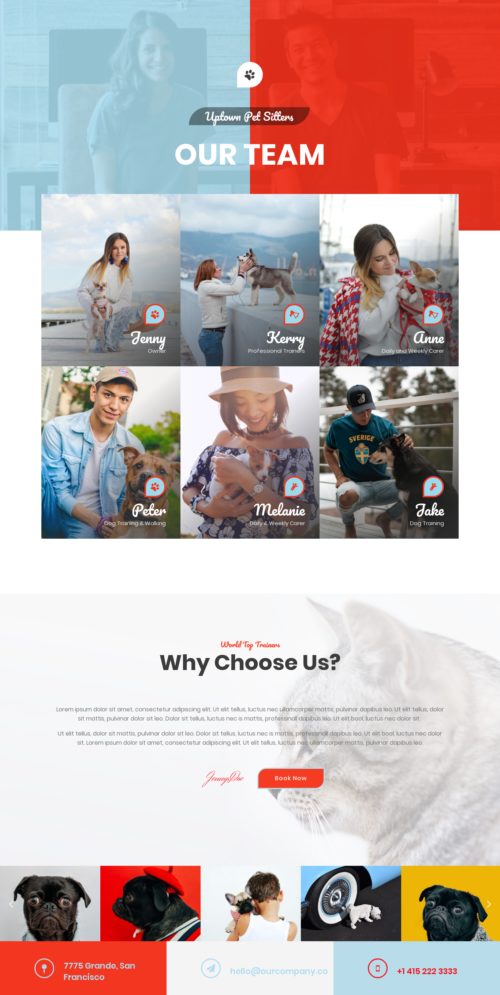 Uptown Pet Sitters
OUR TEAM
Jenny
Owner
Kerry
Professional Trainers
Anne
Daily and Weekly Carer
SVERIGE
Peter
Dog Training & Walking
Melanie
Daily & Weekly Carer
Jake
Dog Training
World Top Trainers
Why Choose Us?
Lorem ipsum dolor sit amet, consectetur adipiscing elit. Ut elit tellus, luctus nec ullamcorper mattis, pulvinar dapibus leo. Ut elit tellus, dolor
sit mattis, pulvinar dolor sit leo. Dolor sit tellus, luctus nec is mattis, professinall dapibus leo. Ut elit bool, luctus nec dolor sit.
Ut elit tellus, dolor sit mattis, pulvinar dolor sit leo. Dolor sit tellus, luctus nec is mattis, professinall dapibus leo. Ut elit bool, luctus nec dolor
sit. Lorem ipsum dolor sit amet, consectetur adipiscing elit. Ut elit tellus, luctus nec ullamcorper mattis, pulvinar dapibus leo
JennyDoe
Book Now
7775 Grando, San
Francisco
hello@ourcompany.co
+1 415 222 3333